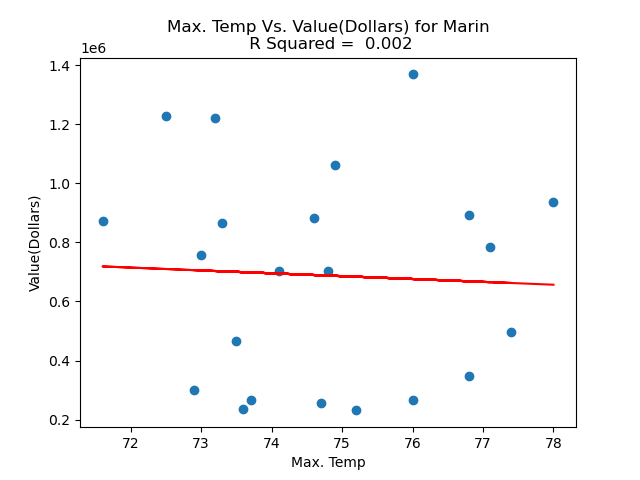 Max. Temp Vs. Value(Dollars) for Marin
R Squared =  0.002
1e6
1.4
1.2
1.0
0.8
0.6
0.4
0.2
Value(Dollars)
72 73 74 75 76 77 78
Max. Temp